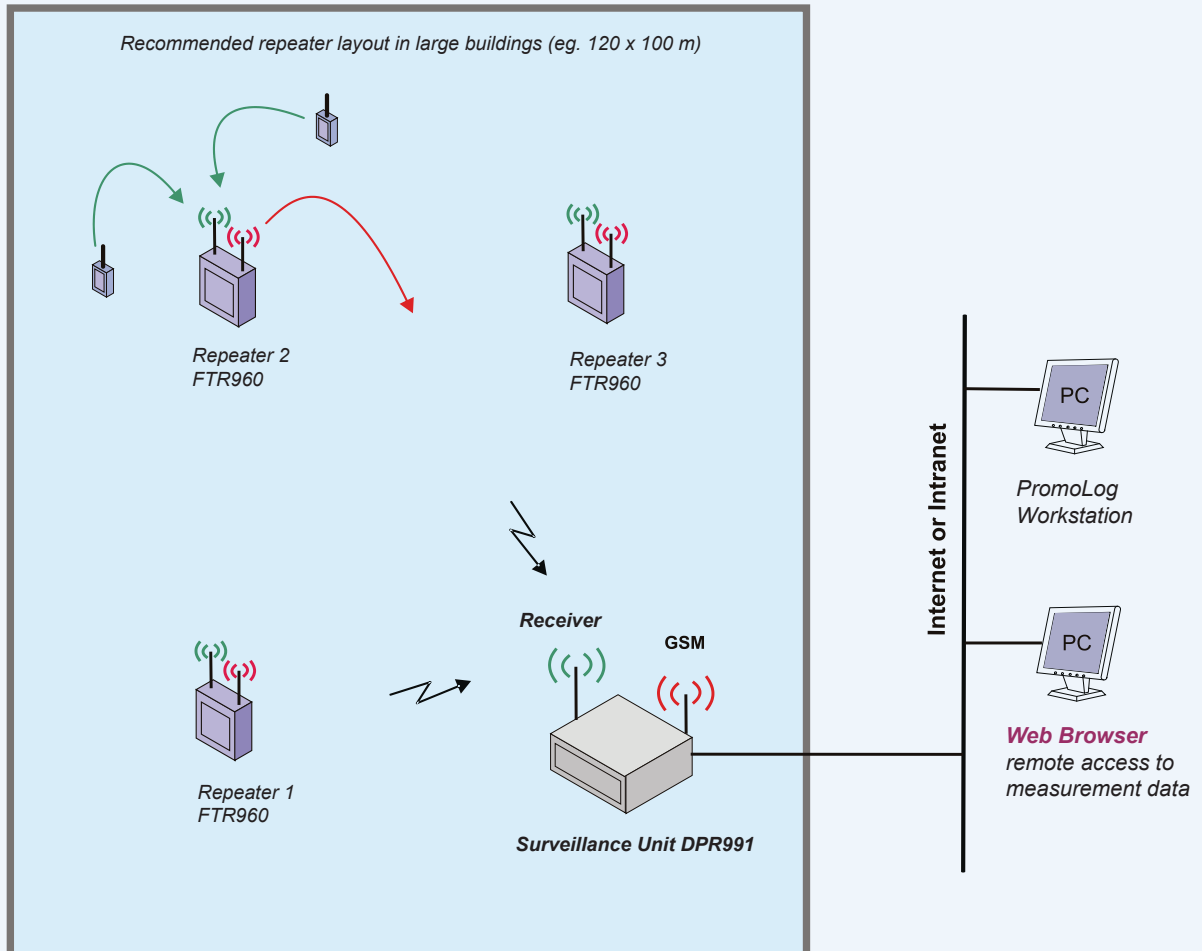 Recommended repeater layout in large buildings (eg. 120 x 100 m)
Repeater 2
FTR960
Repeater 3
FTR960
PC
PromoLog
Workstation
Internet or Intranet
Receiver
GSM
PC
Repeater 1
FTR960
Web Browser
remote access to
measurement data
Surveillance Unit DPR991